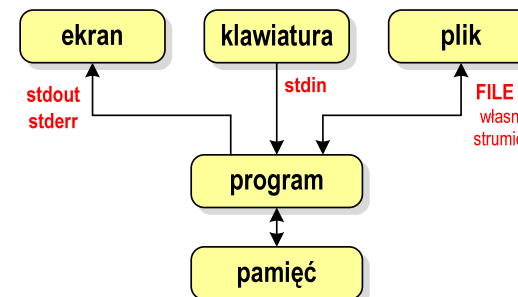 ekran
klawiatura
plik
stdout
stderr
stdin
FILE
program
pamięć